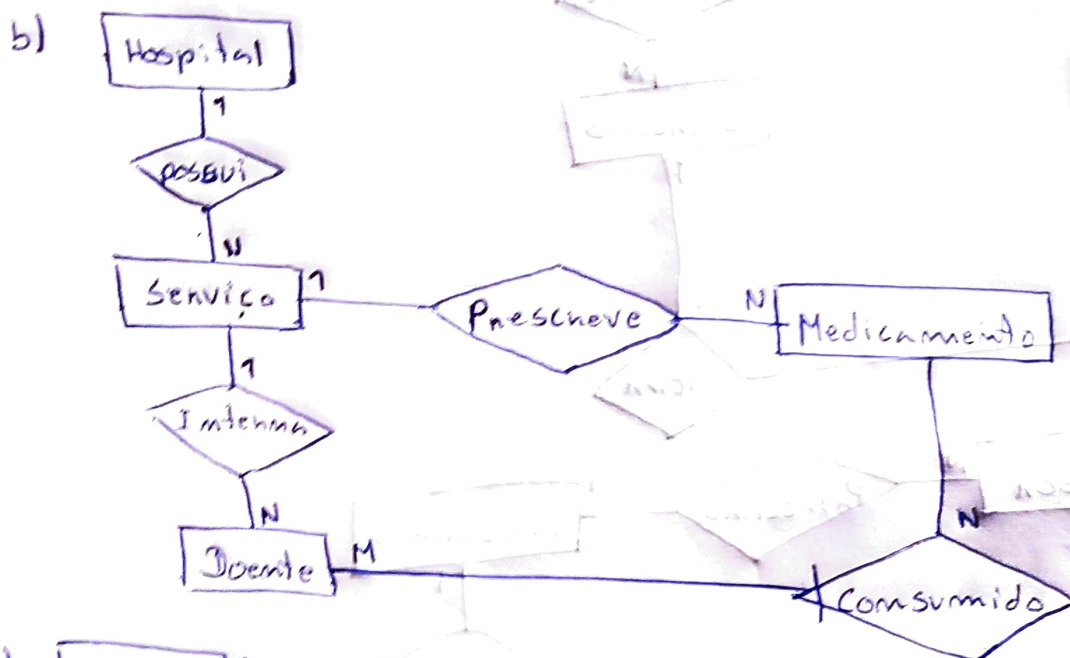 b)
Hospital
1
possui
N
Serviço
1
Prescreve
N
Medicamento
1
Interna
N
Doente
M
N
Consumido